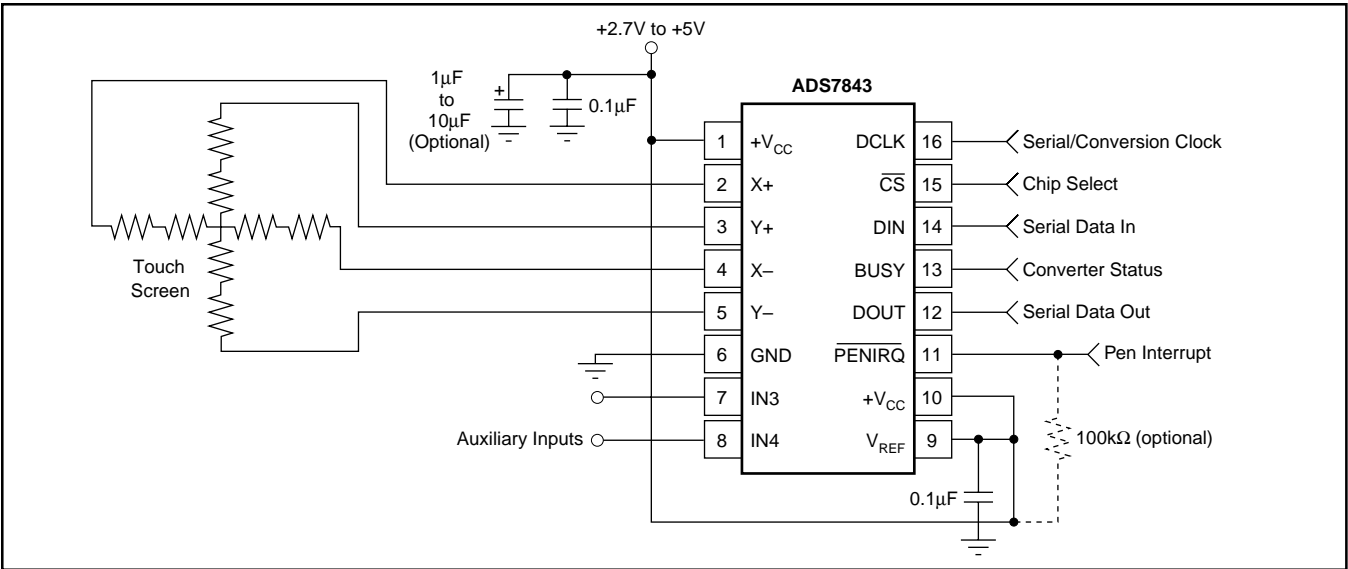 +2.7V to +5V
1µF
to
10µF
(Optional)
+
0.1µF
ADS7843
1 +VCC DCLK 16 Serial/Conversion Clock
2 X+ C̅S̅ 15 Chip Select
3 Y+ DIN 14 Serial Data In
4 X– BUSY 13 Converter Status
5 Y– DOUT 12 Serial Data Out
6 GND P̅E̅N̅I̅R̅Q̅ 11 Pen Interrupt
7 IN3 +VCC 10
Auxiliary Inputs 8 IN4 VREF 9
Touch
Screen
100kΩ (optional)
0.1µF